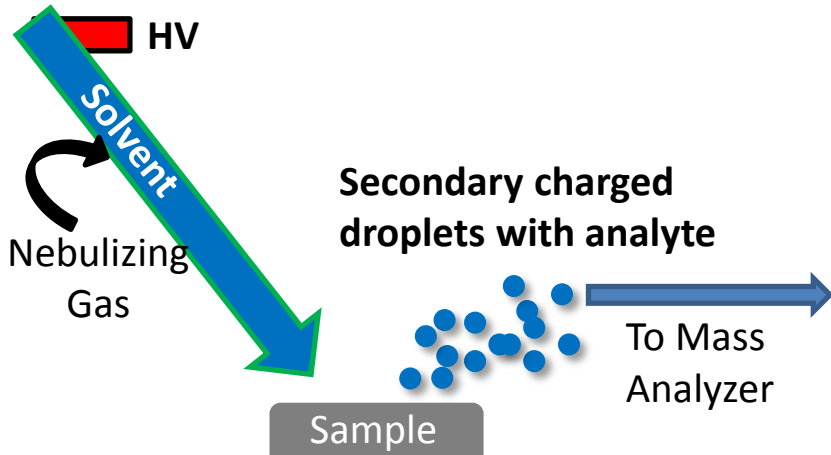 HV
Solvent
Nebulizing
Gas
Secondary charged
droplets with analyte
To Mass
Analyzer
Sample